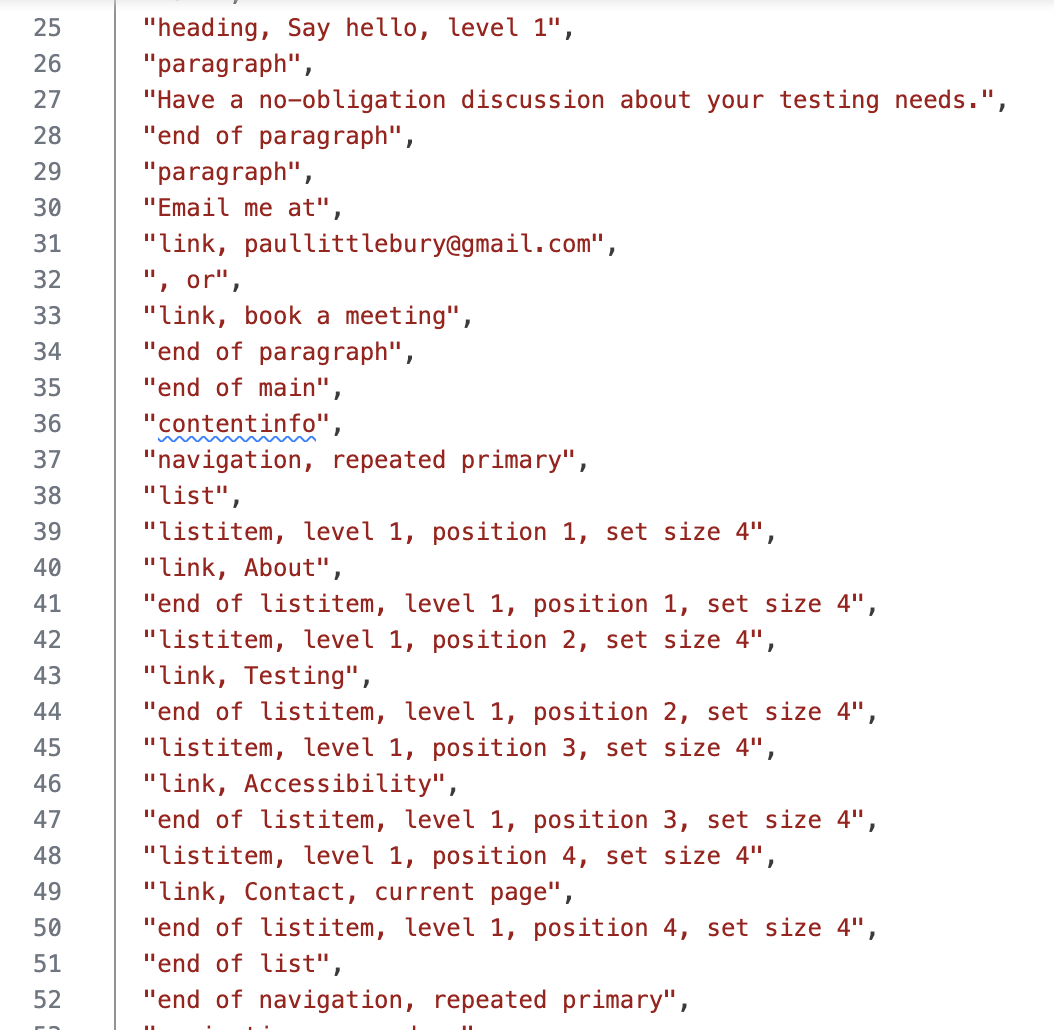 25 "heading, Say hello, level 1",
26 "paragraph",
27 "Have a no-obligation discussion about your testing needs.",
28 "end of paragraph",
29 "paragraph",
30 "Email me at",
31 "link, paullittlebury@gmail.com",
32 ", or",
33 "link, book a meeting",
34 "end of paragraph",
35 "end of main",
36 "contentinfo",
37 "navigation, repeated primary",
38 "list",
39 "listitem, level 1, position 1, set size 4",
40 "link, About",
41 "end of listitem, level 1, position 1, set size 4",
42 "listitem, level 1, position 2, set size 4",
43 "link, Testing",
44 "end of listitem, level 1, position 2, set size 4",
45 "listitem, level 1, position 3, set size 4",
46 "link, Accessibility",
47 "end of listitem, level 1, position 3, set size 4",
48 "listitem, level 1, position 4, set size 4",
49 "link, Contact, current page",
50 "end of listitem, level 1, position 4, set size 4",
51 "end of list",
52 "end of navigation, repeated primary",